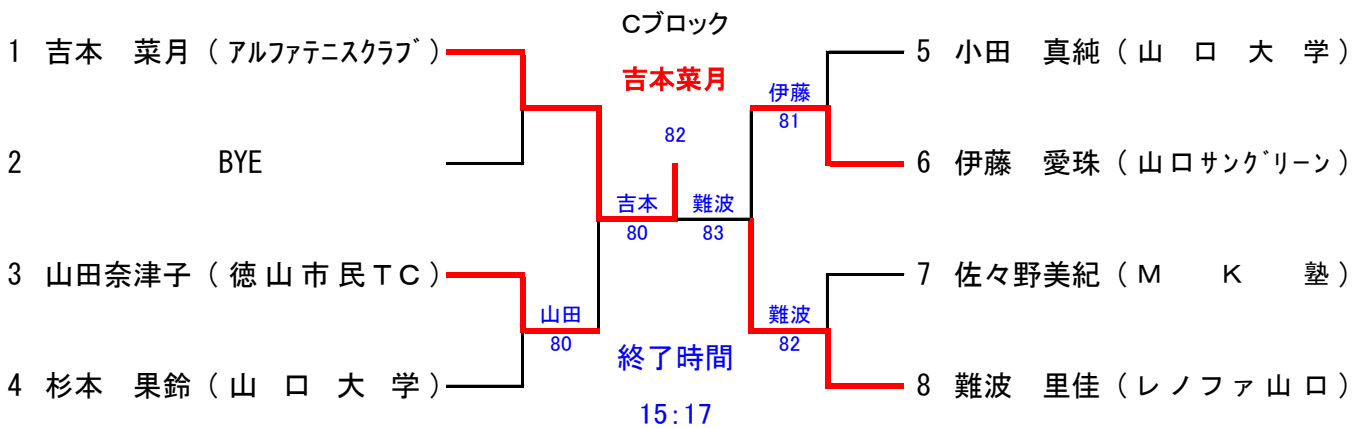 Cブロック
1 吉本 菜月 ( アルファテニスクラブ )
5 小田 真純 ( 山 口 大 学 )
吉本菜月
伊藤
81
82
2 BYE
6 伊藤 愛珠 ( 山口サングリーン )
吉本
80
難波
83
3 山田奈津子 ( 徳山市民TC )
7 佐々野美紀 ( M K 塾 )
山田
80
難波
82
終了時間
4 杉本 果鈴 ( 山 口 大 学 )
8 難波 里佳 ( レノファ山口 )
15:17